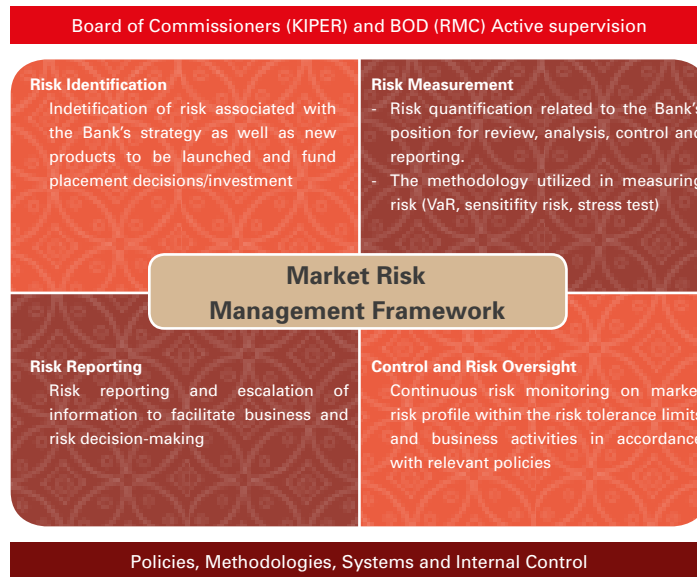 Board of Commissioners (KIPER) and BOD (RMC) Active supervision
Risk Identification
Indetification of risk associated with
the Bank's strategy as well as new
products to be launched and fund
placement decisions/investment
Risk Measurement
- Risk quantification related to the Bank's
position for review, analysis, control and
reporting.
- The methodology utilized in measuring
risk (VaR, sensitifity risk, stress test)
Market Risk
Management Framework
Risk Reporting
Risk reporting and escalation of
information to facilitate business and
risk decision-making
Control and Risk Oversight
Continuous risk monitoring on market
risk profile within the risk tolerance limits
and business activities in accordance
with relevant policies
Policies, Methodologies, Systems and Internal Control